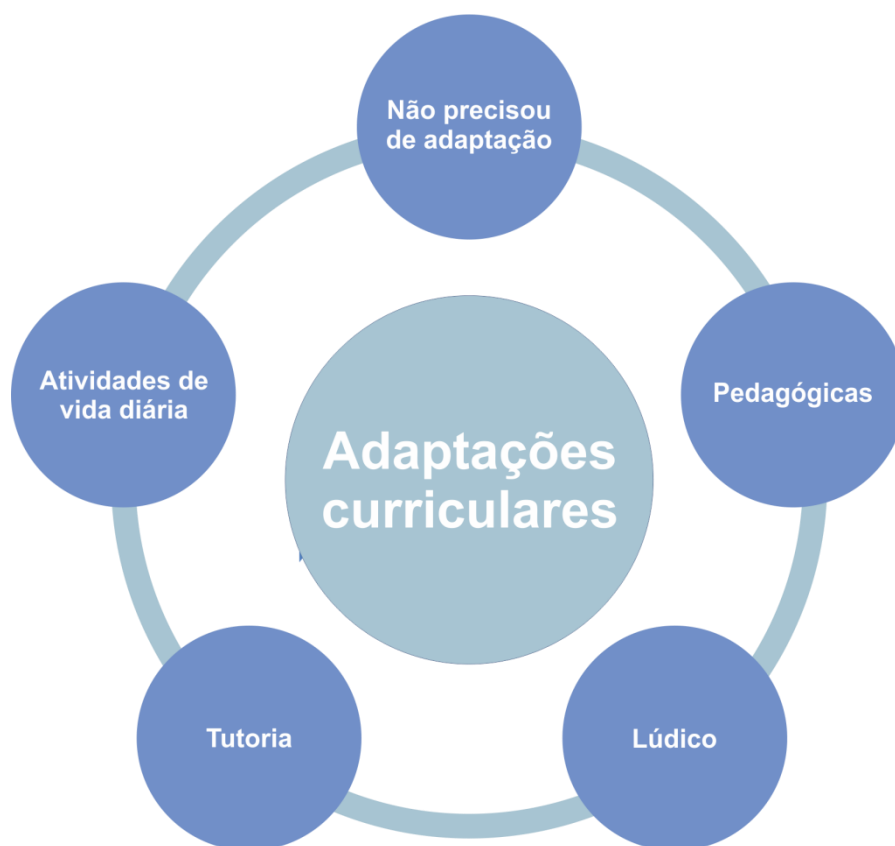 Não precisou
de adaptação
Atividades de
vida diária
Pedagógicas
Adaptações
curriculares
Tutoria
Lúdico